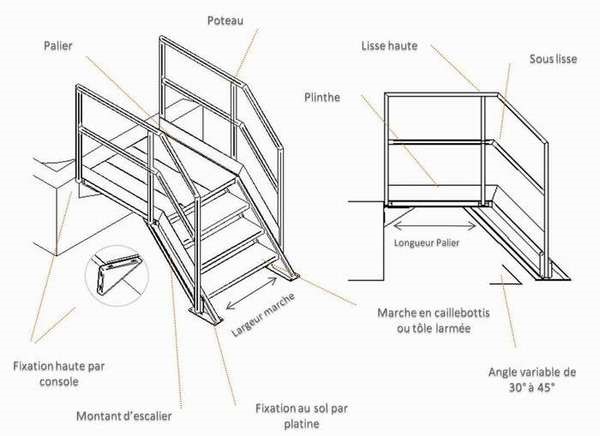 Poteau
Palier
Lisse haute
Sous lisse
Plinthe
Longueur Palier
Largeur marche
Marche en caillebottis
ou tôle larmée
Fixation haute par
console
Angle variable de
30° à 45°
Montant d'escalier
Fixation au sol par
platine